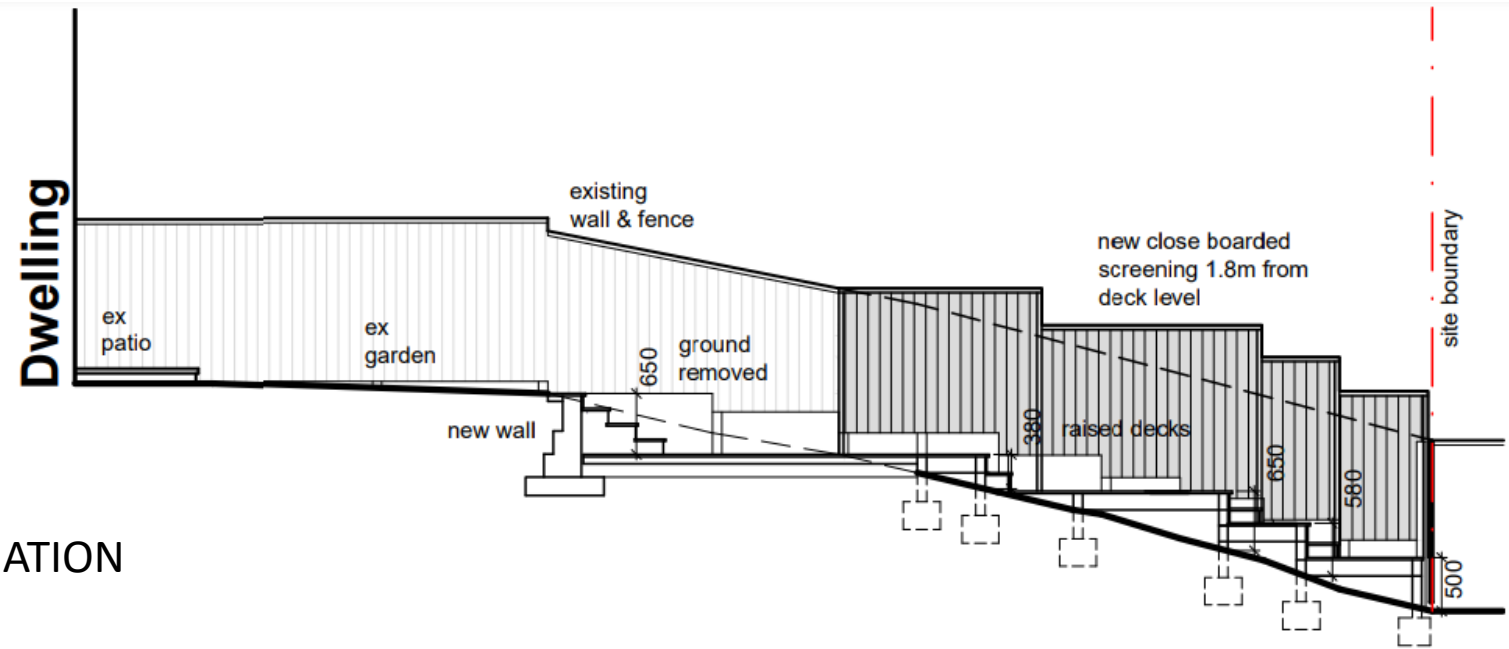 Dwelling
ex
patio
ex
garden
existing
wall & fence
new wall
650
ground
removed
new close boarded
screening 1.8m from
deck level
380
raised decks
650
580
500
site boundary
ATION